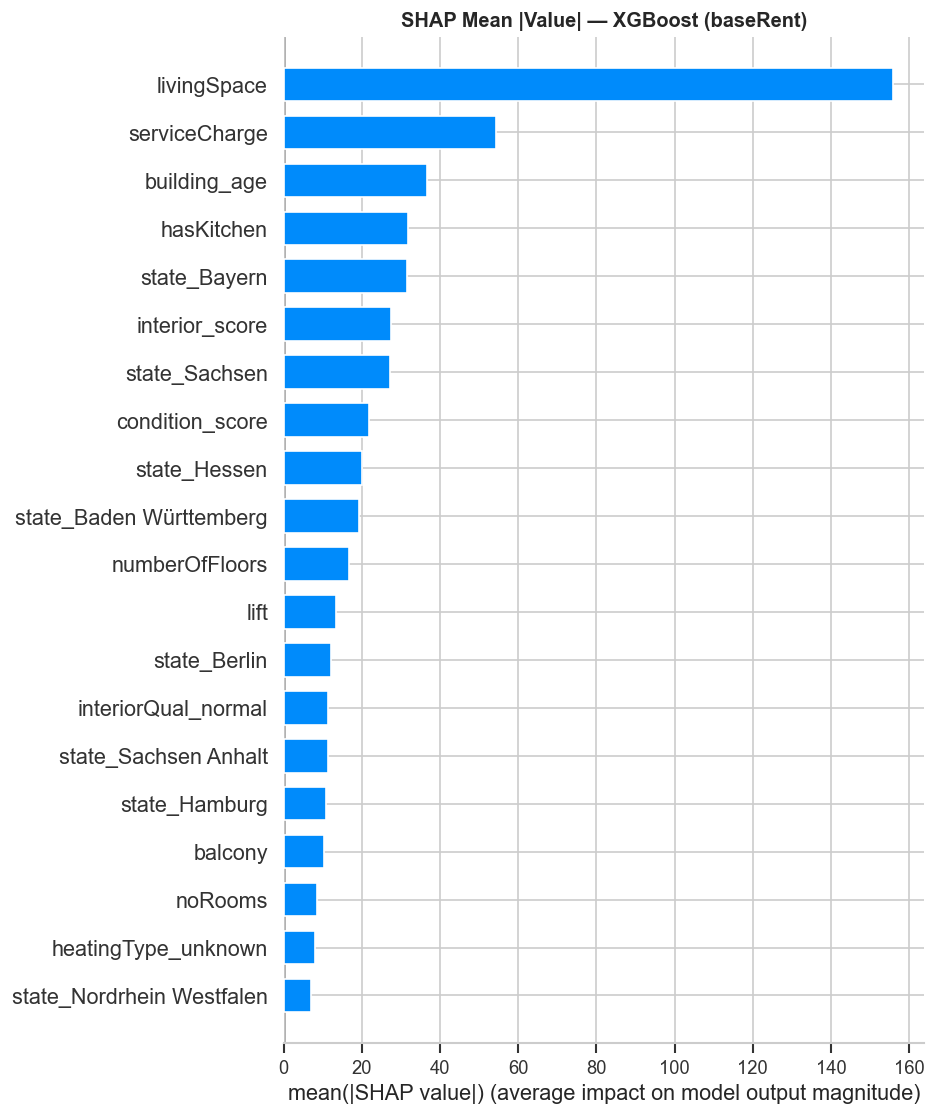 SHAP Mean |Value| — XGBoost (baseRent)
livingSpace
serviceCharge
building_age
hasKitchen
state_Bayern
interior_score
state_Sachsen
condition_score
state_Hessen
state_Baden Württemberg
numberOfFloors
lift
state_Berlin
interiorQual_normal
state_Sachsen Anhalt
state_Hamburg
balcony
noRooms
heatingType_unknown
state_Nordrhein Westfalen
0 20 40 60 80 100 120 140 160
mean(|SHAP value|) (average impact on model output magnitude)